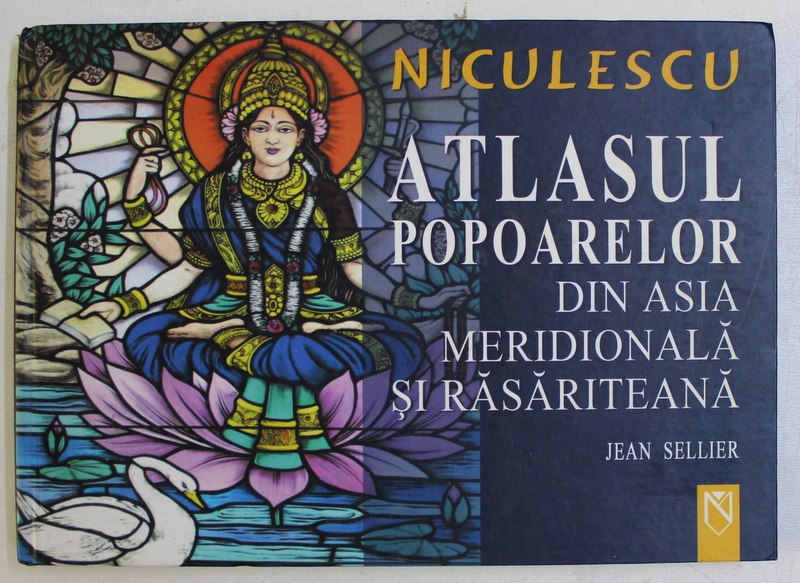 NICULESCU
ATLASUL
POPOARELOR
DIN ASIA
MERIDIONALĂ
ŞI RĂSĂRITEANĂ
JEAN SELLIER